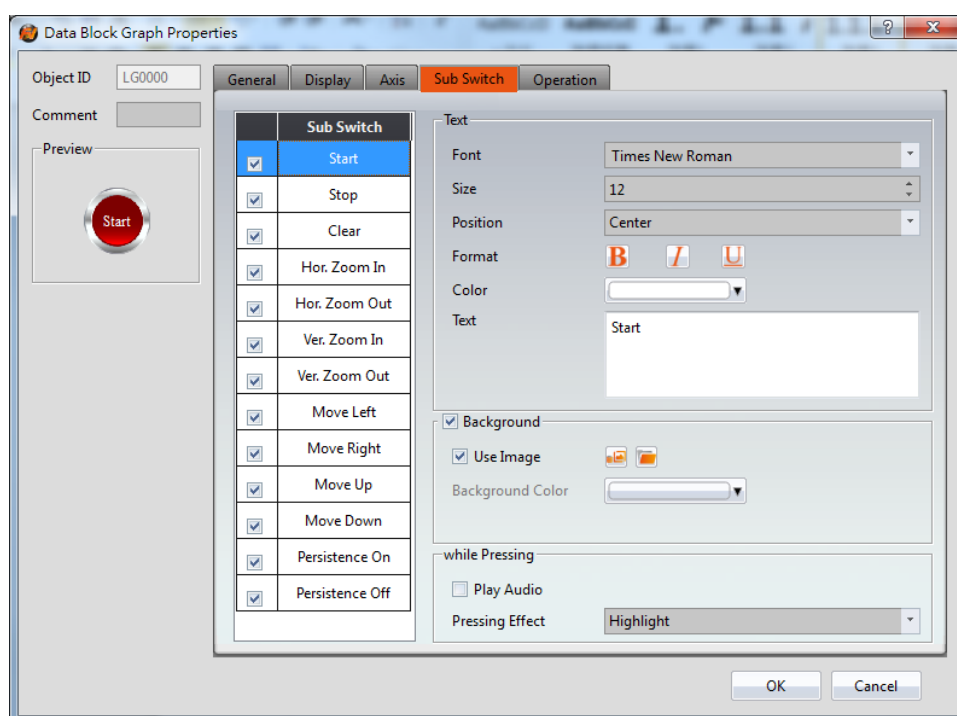 Data Block Graph Properties
?
X
Object ID
LG0000
General
Display
Axis
Sub Switch
Operation
Comment
Preview
Start
Sub Switch
Start
Stop
Clear
Hor. Zoom In
Hor. Zoom Out
Ver. Zoom In
Ver. Zoom Out
Move Left
Move Right
Move Up
Move Down
Persistence On
Persistence Off
Text
Font
Times New Roman
Size
12
Position
Center
Format
B
I
U
Color
Text
Start
Background
Use Image
Background Color
while Pressing
Play Audio
Pressing Effect
Highlight
OK
Cancel